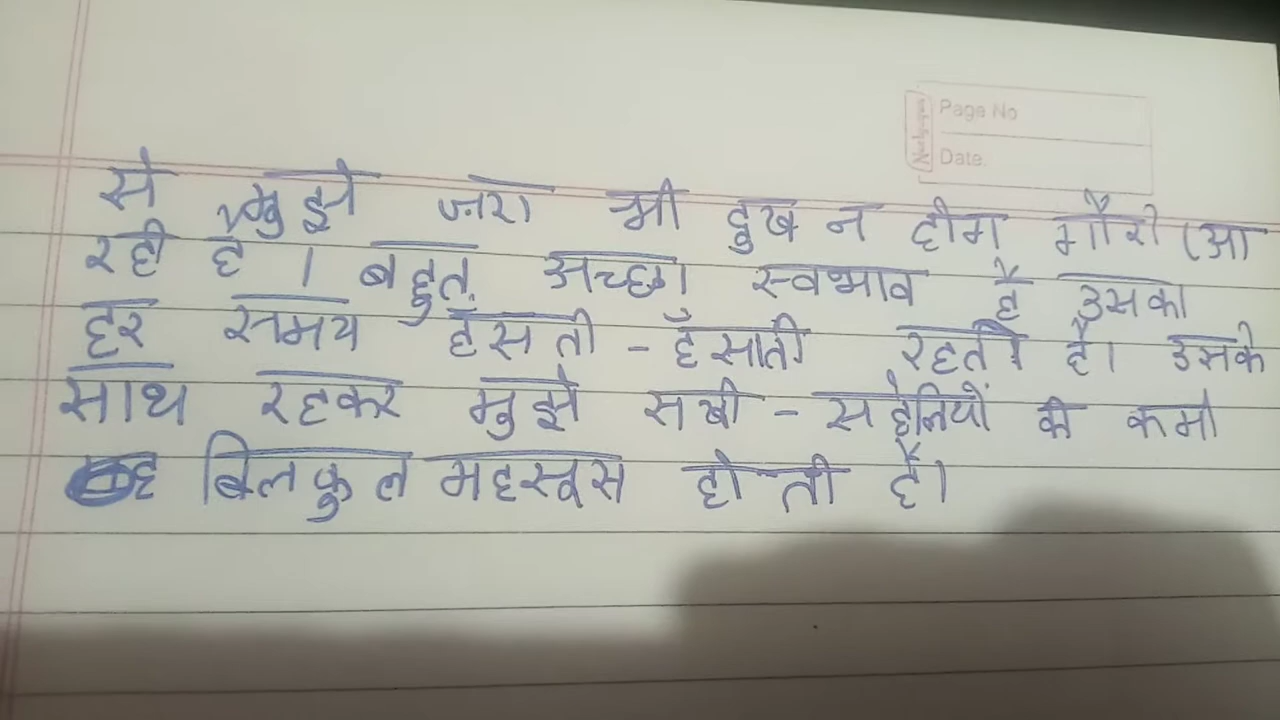 Page No
Date.
से मुझे ज़रा भी दुख न होग गौरी (आ
रही है । बहुत अच्छा स्वभाव है उसका
हर समय हँसती - हँसाती रहती है। उसके
साथ रहकर मुझे सखी - सहेलियों की कमी
बिलकुल महसूस होती है।